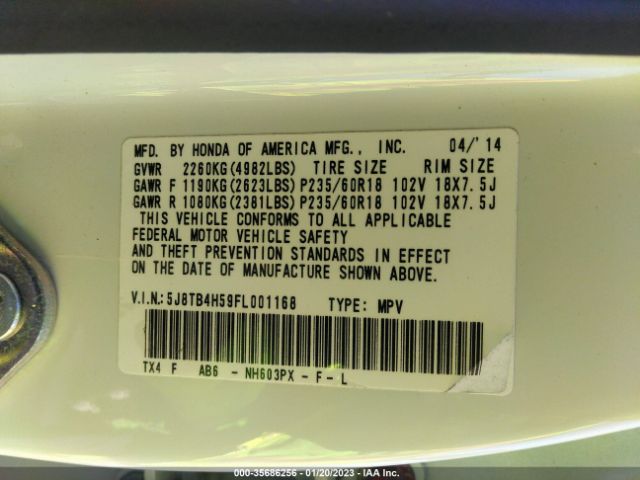 MFD. BY HONDA OF AMERICA MFG., INC. 04/'14
GVWR 2260KG(4982LBS) TIRE SIZE RIM SIZE
GAWR F 1190KG(2623LBS) P235/60R18 102V 18X7.5J
GAWR R 1080KG(2381LBS) P235/60R18 102V 18X7.5J
THIS VEHICLE CONFORMS TO ALL APPLICABLE
FEDERAL MOTOR VEHICLE SAFETY
AND THEFT PREVENTION STANDARDS IN EFFECT
ON THE DATE OF MANUFACTURE SHOWN ABOVE.
V.I.N.: 5J8TB4H59FL001168 TYPE: MPV
TX4 F AB6 - NH603PX - F - L
000-35686256 - 01/20/2023 - IAA Inc.